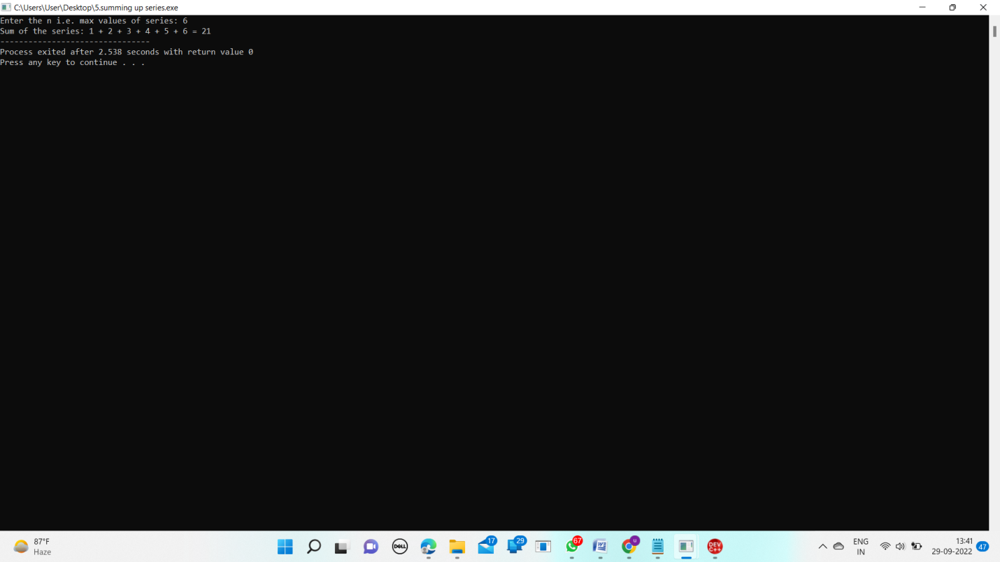 C:\Users\User\Desktop\5.summing up series.exe
Enter the n i.e. max values of series: 6
Sum of the series: 1 + 2 + 3 + 4 + 5 + 6 = 21
--------------------------------
Process exited after 2.538 seconds with return value 0
Press any key to continue . . .
87°F
Haze
DELL
17
29
67
W
u
DEV
C++
ENG
IN
13:41
29-09-2022
47